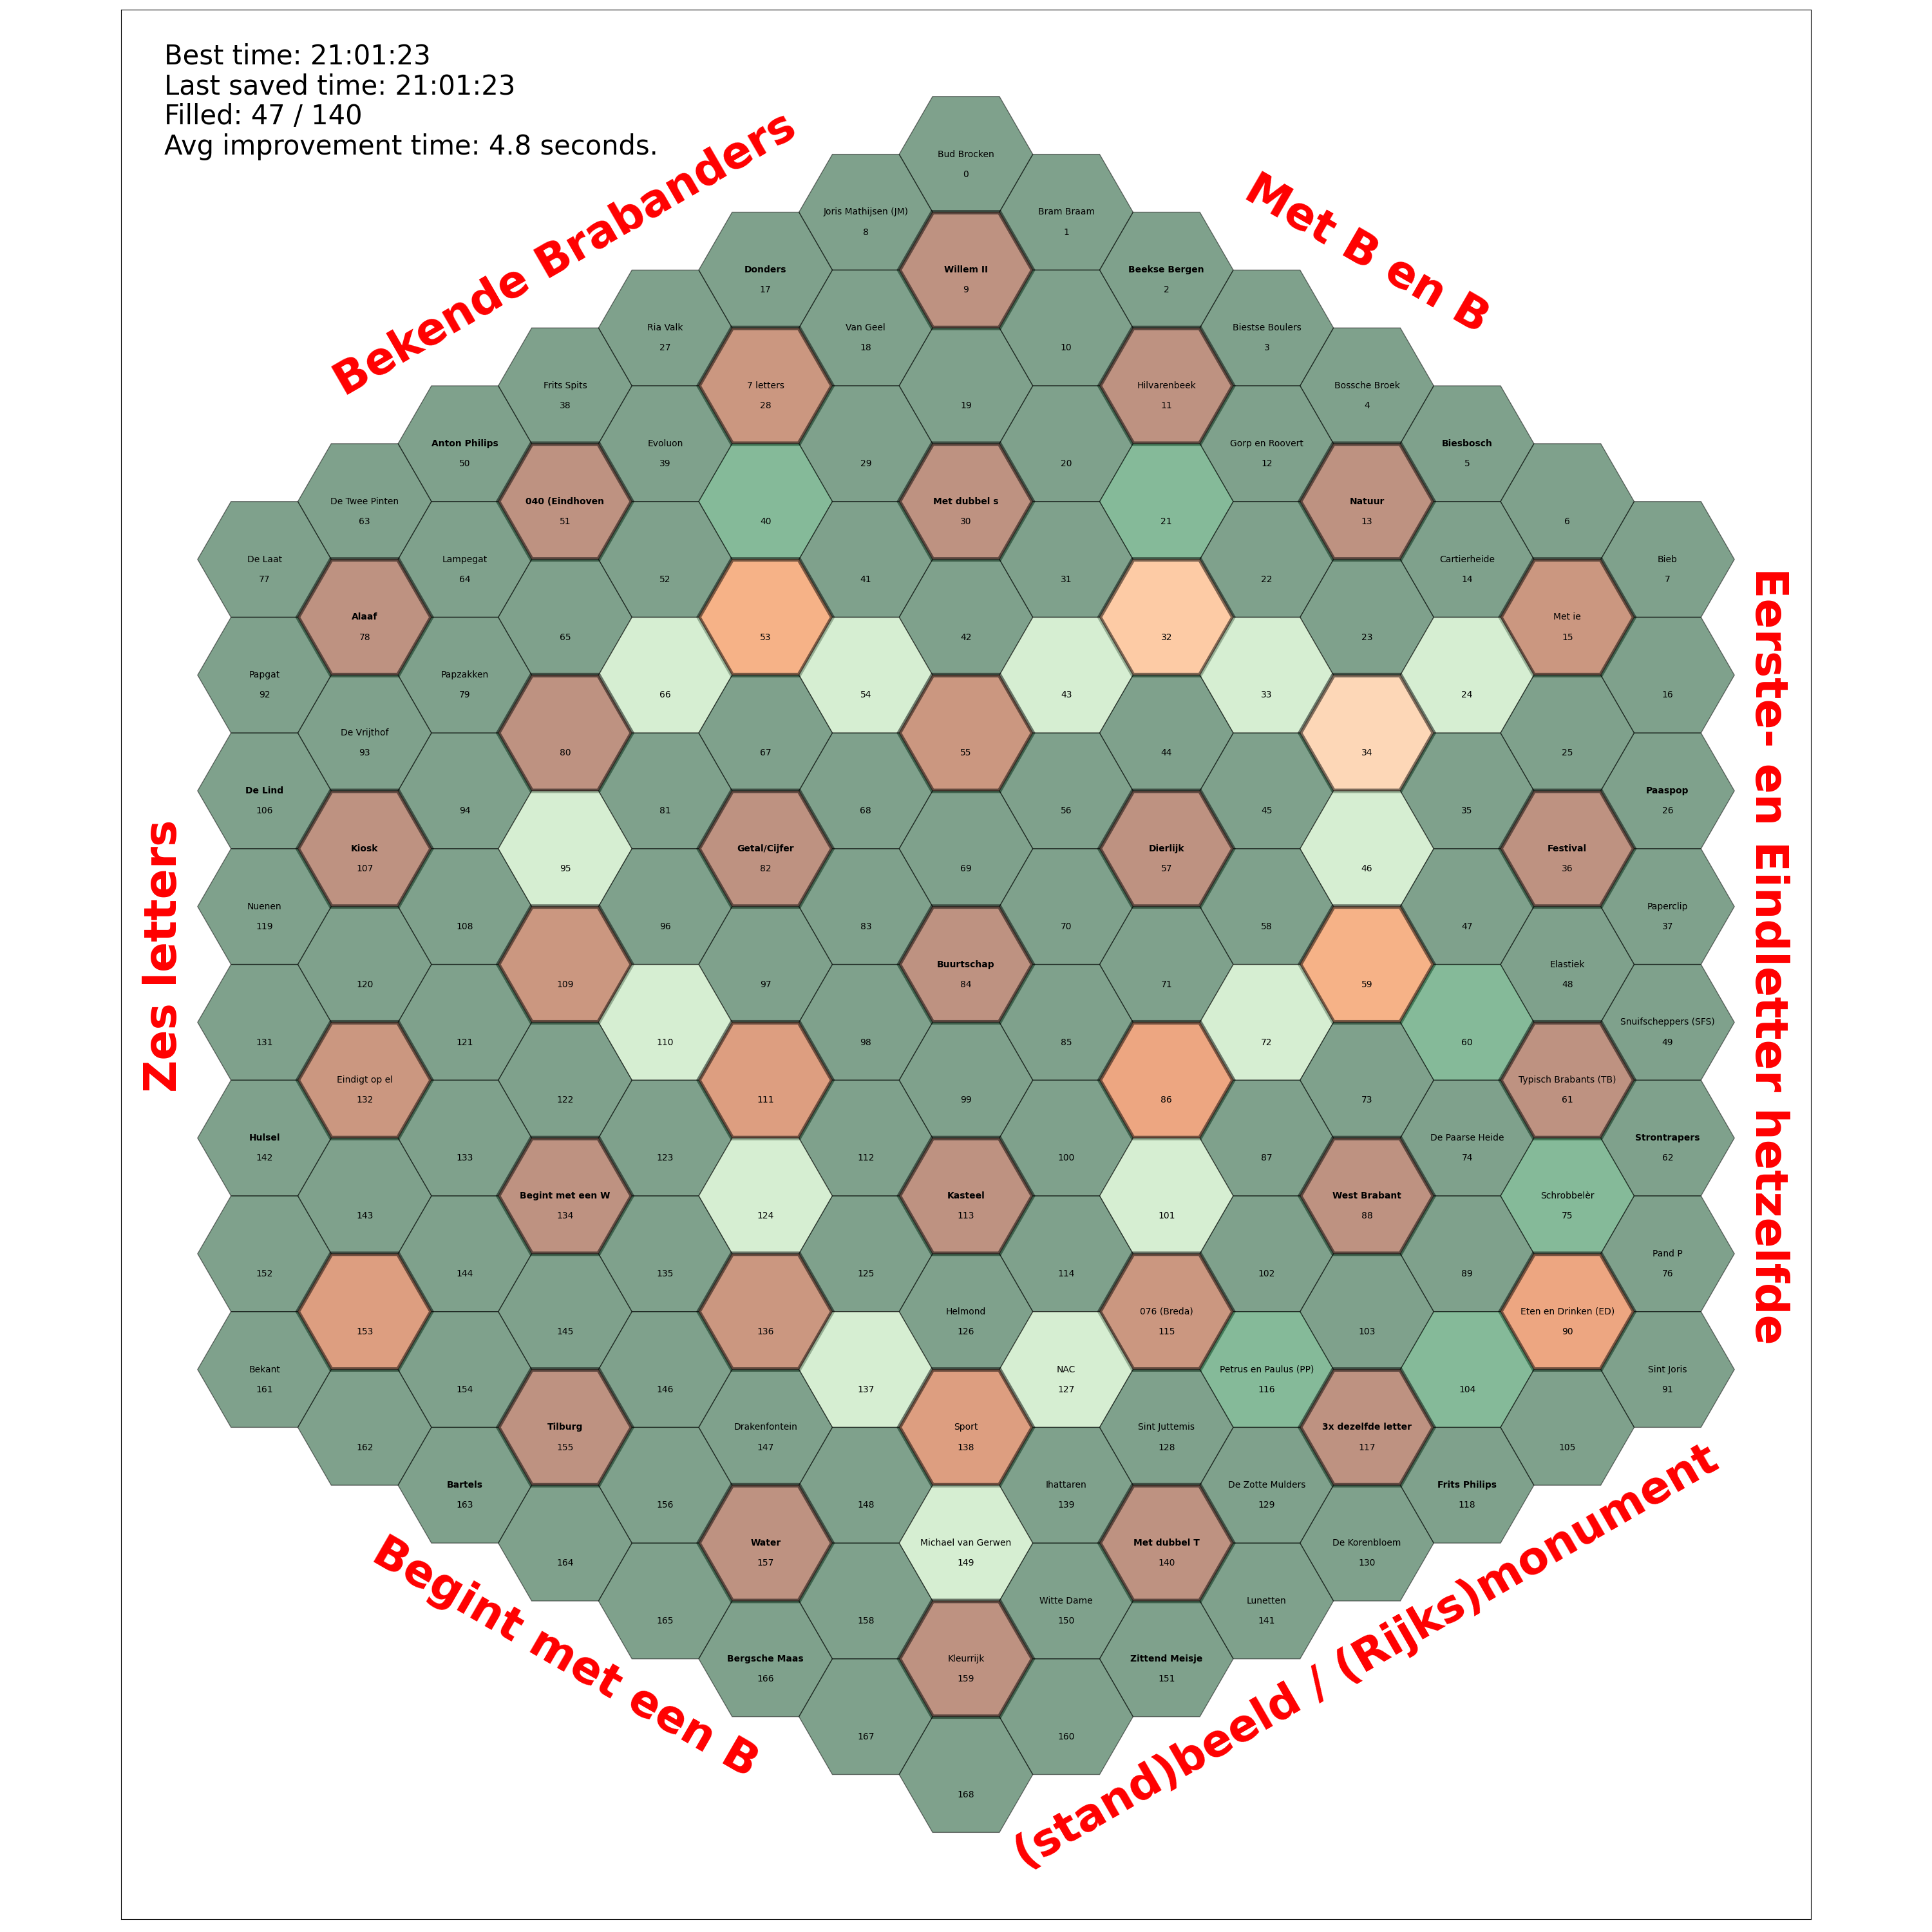 Best time: 21:01:23
Last saved time: 21:01:23
Filled: 47 / 140
Avg improvement time: 4.8 seconds.
Bekende Brabanders
Met B en B
Eerste- en Eindletter hetzelfde
(stand)beeld / (Rijks)monument
Begint met een B
Zes letters
Bud Brocken
0
Joris Mathijsen (JM)
8
Bram Braam
1
Donders
17
Willem II
9
Beekse Bergen
2
Ria Valk
27
Van Geel
18
10
Biestse Boulers
3
Frits Spits
38
7 letters
28
19
Hilvarenbeek
11
Bossche Broek
4
Anton Philips
50
Evoluon
39
29
20
Gorp en Roovert
12
Biesbosch
5
De Twee Pinten
63
040 (Eindhoven
51
40
Met dubbel s
30
21
Natuur
13
6
De Laat
77
Lampegat
64
52
41
31
22
Cartierheide
14
Bieb
7
Alaaf
78
65
53
42
32
23
Met ie
15
Papgat
92
Papzakken
79
66
54
43
33
24
16
De Vrijthof
93
80
67
55
44
34
25
De Lind
106
94
81
68
56
45
35
Paaspop
26
Kiosk
107
95
Getal/Cijfer
82
69
Dierlijk
57
46
Festival
36
Nuenen
119
108
96
83
70
58
47
Paperclip
37
120
109
97
Buurtschap
84
71
59
Elastiek
48
131
121
110
98
85
72
60
Snuifscheppers (SFS)
49
Eindigt op el
132
122
111
99
86
73
Typisch Brabants (TB)
61
Hulsel
142
133
123
112
100
87
De Paarse Heide
74
Strontrapers
62
143
Begint met een W
134
124
Kasteel
113
101
West Brabant
88
Schrobbelèr
75
152
144
135
125
114
102
89
Pand P
76
153
145
136
Helmond
126
076 (Breda)
115
103
Eten en Drinken (ED)
90
Bekant
161
154
146
137
NAC
127
Petrus en Paulus (PP)
116
104
Sint Joris
91
162
Tilburg
155
Drakenfontein
147
Sport
138
Sint Juttemis
128
3x dezelfde letter
117
105
Bartels
163
156
148
Ihattaren
139
De Zotte Mulders
129
Frits Philips
118
164
Water
157
Michael van Gerwen
149
Met dubbel T
140
De Korenbloem
130
165
158
Witte Dame
150
Lunetten
141
Bergsche Maas
166
Kleurrijk
159
Zittend Meisje
151
167
160
168